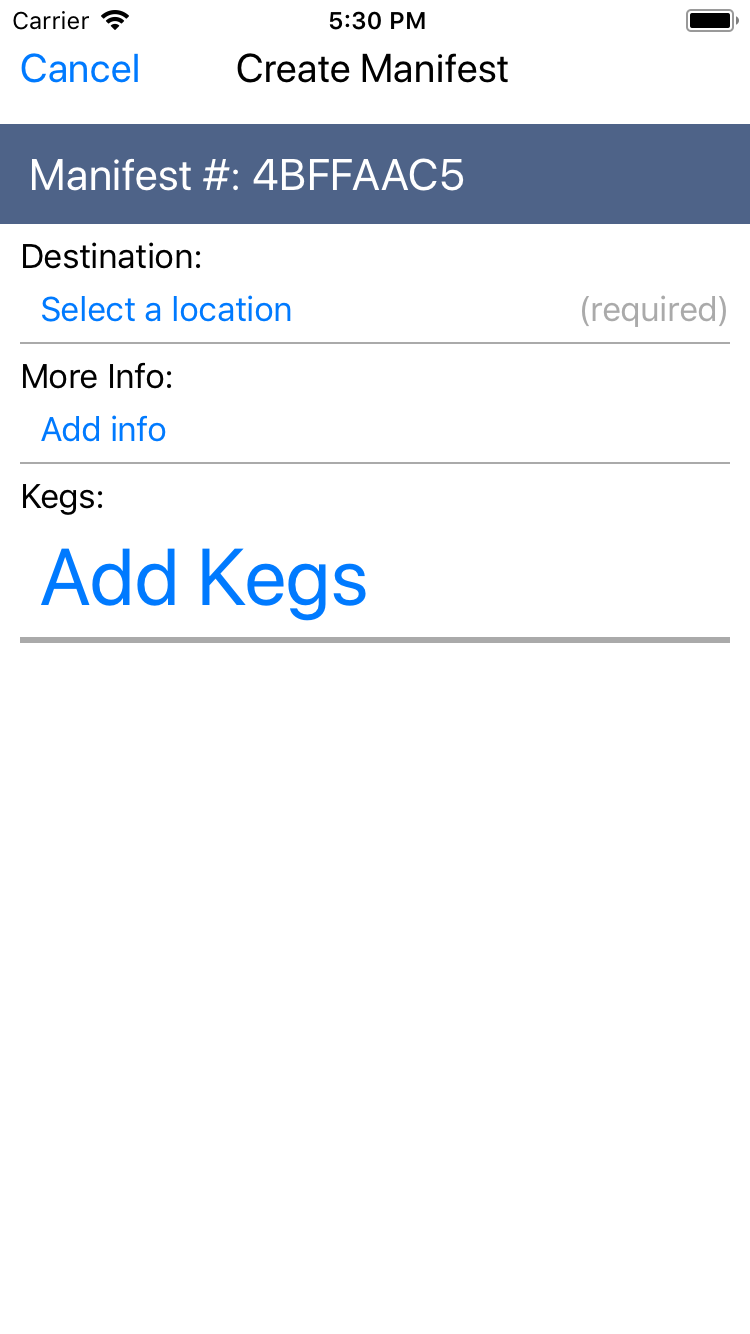 Carrier 5:30 PM
Cancel Create Manifest
Manifest #: 4BFFAAC5
Destination:
Select a location (required)
More Info:
Add info
Kegs:
Add Kegs